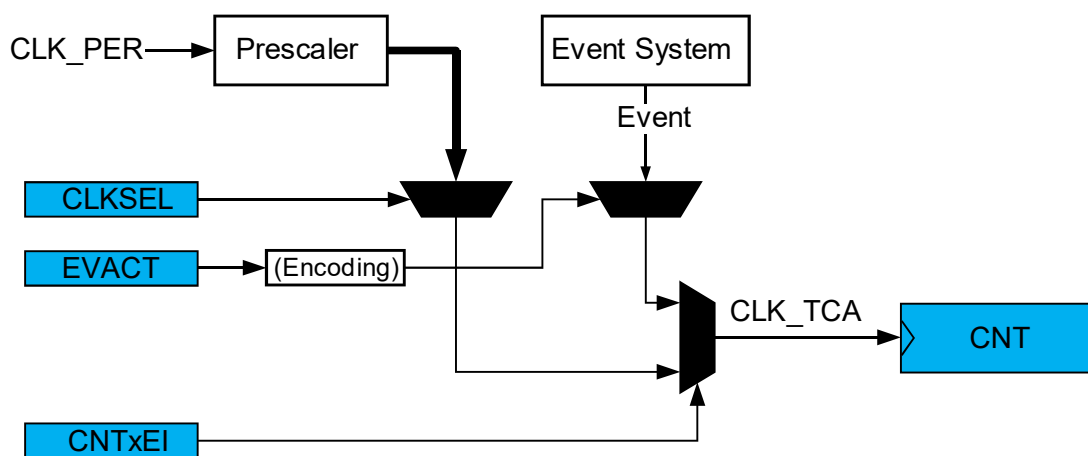 CLK_PER
Prescaler
Event System
Event
CLKSEL
EVACT
(Encoding)
CLK_TCA
CNT
CNTxEI